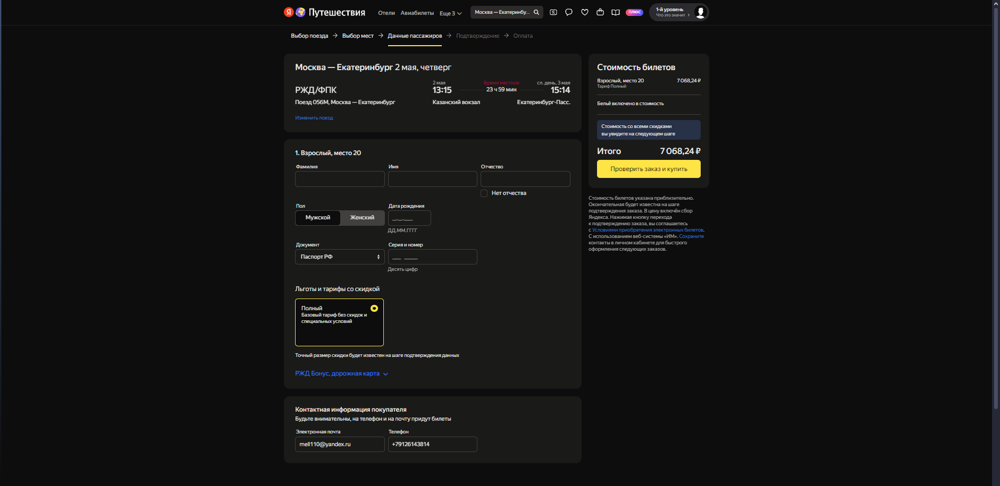 Я Путешествия
Отели Авиабилеты Еще 3
Москва — Екатеринбу...
плюс
1-й уровень
Что это значит
Выбор поезда → Выбор мест → Данные пассажиров → Подтверждение → Оплата
Москва — Екатеринбург 2 мая, четверг
2 мая Время местное сл. день, 3 мая
РЖД/ФПК 13:15 23 ч 59 мин 15:14
Поезд 056М, Москва — Екатеринбург Казанский вокзал Екатеринбург-Пасс.
Изменить поезд
1. Взрослый, место 20
Фамилия Имя Отчество
Нет отчества
Пол Дата рождения
Мужской Женский __.__.____
ДД.ММ.ГГГГ
Документ Серия и номер
Паспорт РФ ____ ______
Десять цифр
Льготы и тарифы со скидкой
Полный
Базовый тариф без скидок и
специальных условий
Точный размер скидки будет известен на шаге подтверждения данных
РЖД Бонус, дорожная карта
Контактная информация покупателя
Будьте внимательны, на телефон и на почту придут билеты
Электронная почта Телефон
mell110@yandex.ru +79126143814
Стоимость билетов
Взрослый, место 20 7 068,24 ₽
Тариф Полный
Бельё включено в стоимость
Стоимость со всеми скидками
вы увидите на следующем шаге
Итого 7 068,24 ₽
Проверить заказ и купить
Стоимость билетов указана приблизительно.
Окончательная будет известна на шаге
подтверждения заказа. В цену включён сбор
Яндекса. Нажимая кнопку перехода
к подтверждению заказа, вы соглашаетесь
с Условиями приобретения электронных билетов.
С использованием веб-системы «ИМ». Сохраните
контакты в личном кабинете для быстрого
оформления следующих заказов.